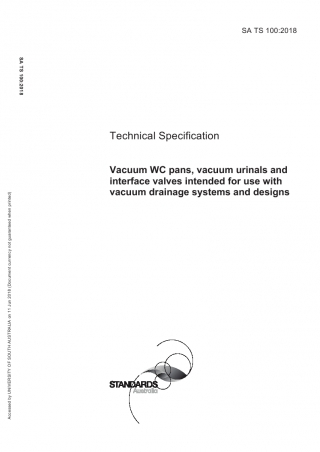 SA TS 100:2018
SA TS 100:2018
Technical Specification
Vacuum WC pans, vacuum urinals and
interface valves intended for use with
vacuum drainage systems and designs
Accessed by UNIVERSITY OF SOUTH AUSTRALIA on 11 Jun 2018 (Document currency not guaranteed when printed)
STANDARDS
Australia